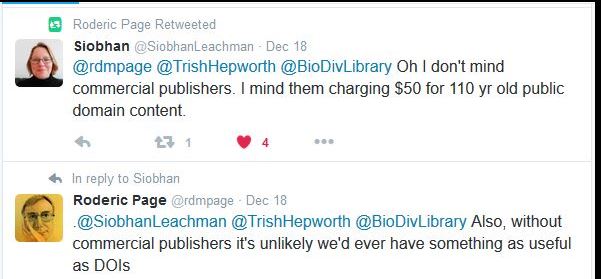 Roderic Page Retweeted
Siobhan @SiobhanLeachman · Dec 18
@rdmpage @TrishHepworth @BioDivLibrary Oh I don't mind
commercial publishers. I mind them charging $50 for 110 yr old public
domain content.
1 4 •••
In reply to Siobhan
Roderic Page @rdmpage · Dec 18
.@SiobhanLeachman @TrishHepworth @BioDivLibrary Also, without
commercial publishers it's unlikely we'd ever have something as useful
as DOIs